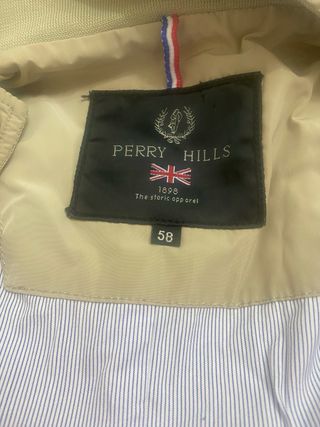 PERRY HILLS
1898
The storic apparel
58